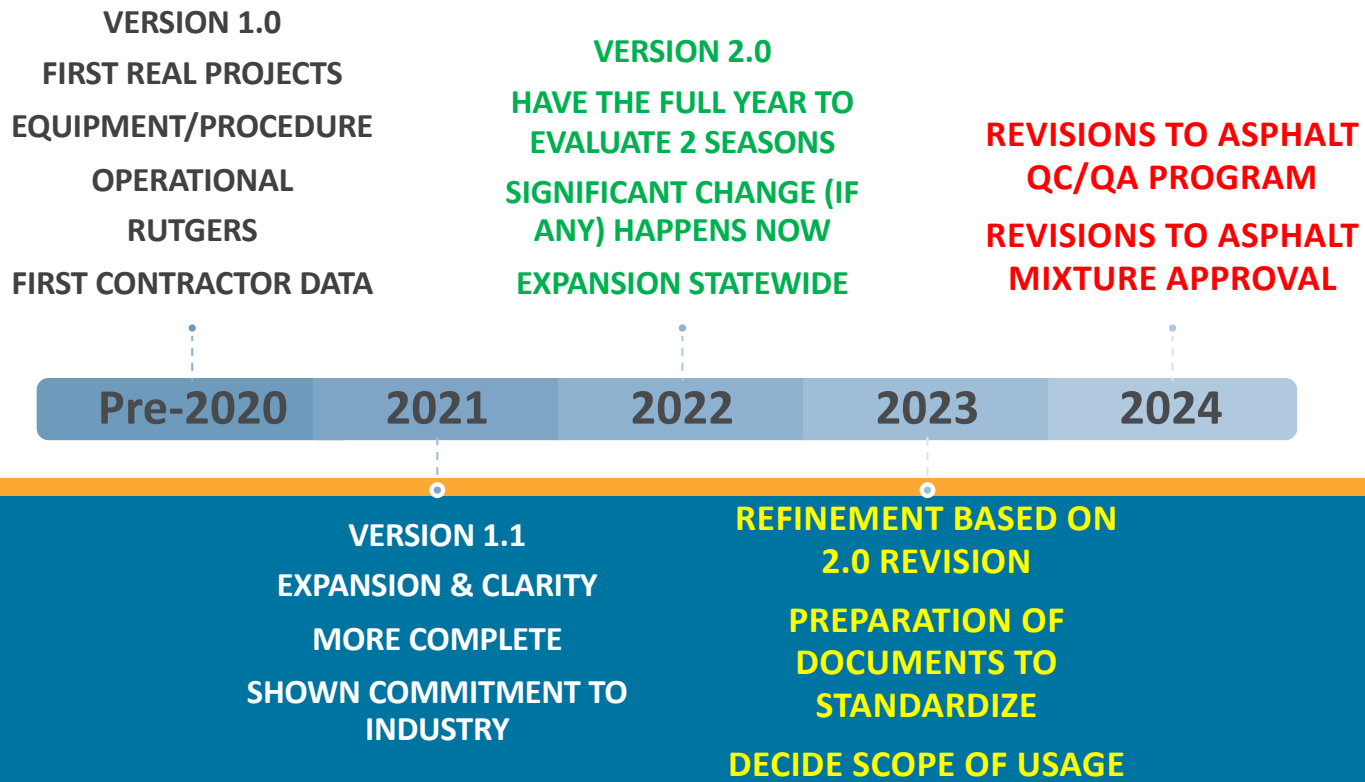 VERSION 1.0
FIRST REAL PROJECTS
EQUIPMENT/PROCEDURE
OPERATIONAL
RUTGERS
FIRST CONTRACTOR DATA
VERSION 2.0
HAVE THE FULL YEAR TO
EVALUATE 2 SEASONS
SIGNIFICANT CHANGE (IF
ANY) HAPPENS NOW
EXPANSION STATEWIDE
REVISIONS TO ASPHALT
QC/QA PROGRAM
REVISIONS TO ASPHALT
MIXTURE APPROVAL
Pre-2020
2021
2022
2023
2024
VERSION 1.1
EXPANSION & CLARITY
MORE COMPLETE
SHOWN COMMITMENT TO
INDUSTRY
REFINEMENT BASED ON
2.0 REVISION
PREPARATION OF
DOCUMENTS TO
STANDARDIZE
DECIDE SCOPE OF USAGE